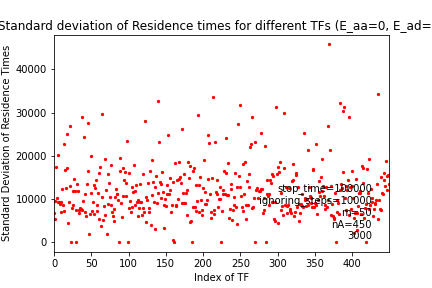 Standard deviation of Residence times for different TFs (E_aa=0, E_ad=
Standard Deviation of Residence Times
40000
30000
20000
10000
0
stop_time=100000
ignoring_steps=10000
m=50
nA=450
3000
0 50 100 150 200 250 300 350 400
Index of TF